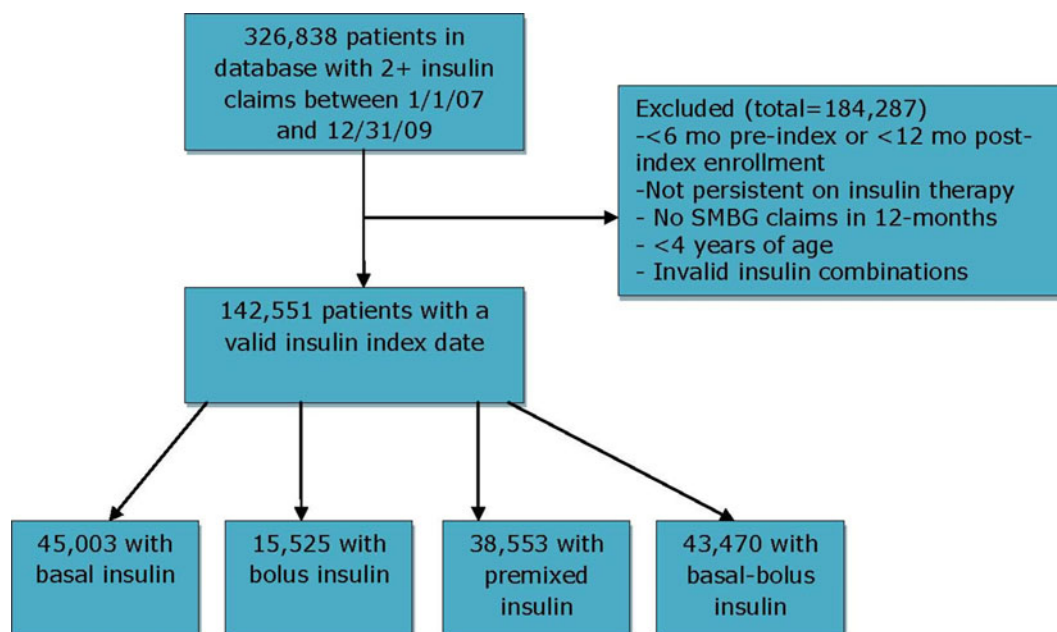 326,838 patients in
database with 2+ insulin
claims between 1/1/07
and 12/31/09
Excluded (total=184,287)
-<6 mo pre-index or <12 mo post-
index enrollment
-Not persistent on insulin therapy
- No SMBG claims in 12-months
- <4 years of age
- Invalid insulin combinations
142,551 patients with a
valid insulin index date
45,003 with
basal insulin
15,525 with
bolus insulin
38,553 with
premixed
insulin
43,470 with
basal-bolus
insulin